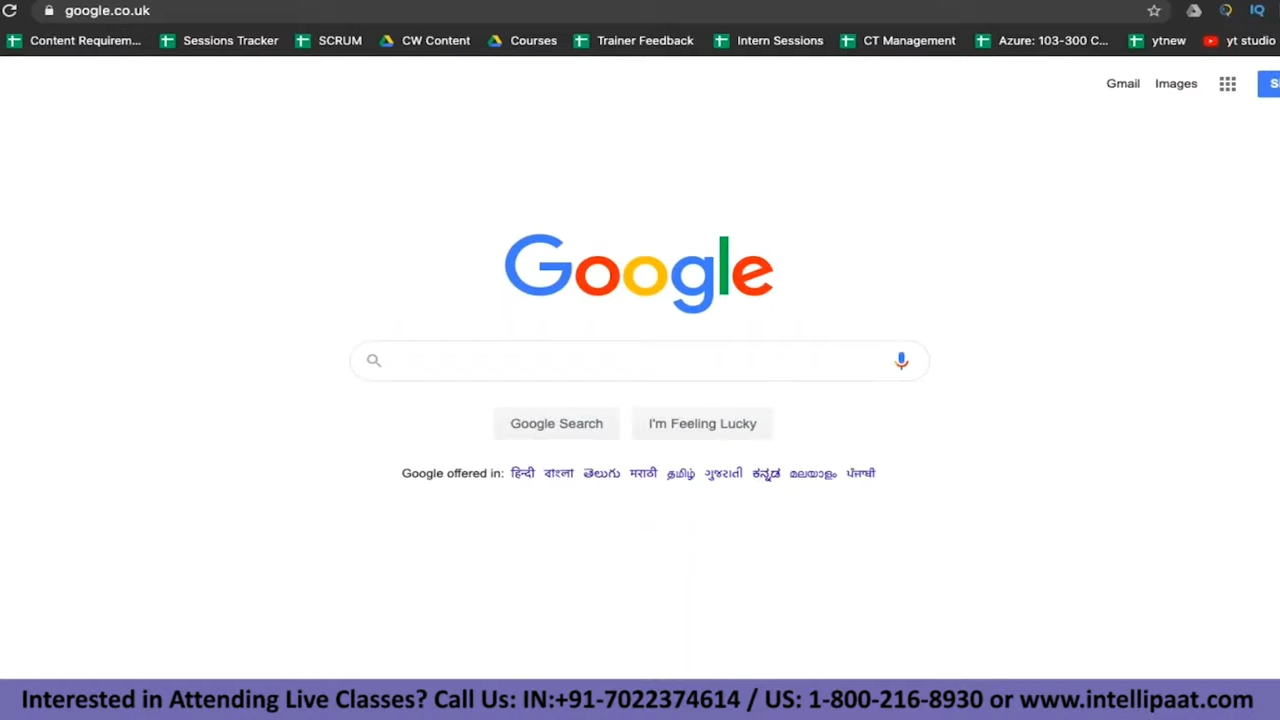 google.co.uk
Content Requirem... Sessions Tracker SCRUM CW Content Courses Trainer Feedback Intern Sessions CT Management Azure: 103-300 C... ytnew yt studio
Gmail Images
Google
Google Search I'm Feeling Lucky
Google offered in: हिन्दी বাংলা తెలుగు मराठी தமிழ் ગુજરાતી ಕನ್ನಡ മലയാളം ਪੰਜਾਬੀ
Interested in Attending Live Classes? Call Us: IN:+91-7022374614 / US: 1-800-216-8930 or www.intellipaat.com